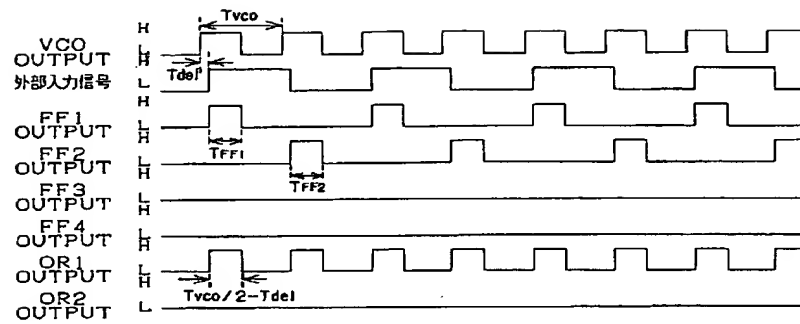 Tvco
H
VCO
OUTPUT
L
H
Tdel
外部入力信号
L
H
FF1
OUTPUT
L
H
TFF1
FF2
OUTPUT
L
H
TFF2
FF3
OUTPUT
L
H
FF4
OUTPUT
L
H
OR1
OUTPUT
L
H
Tvco/2-Tdel
OR2
OUTPUT
L